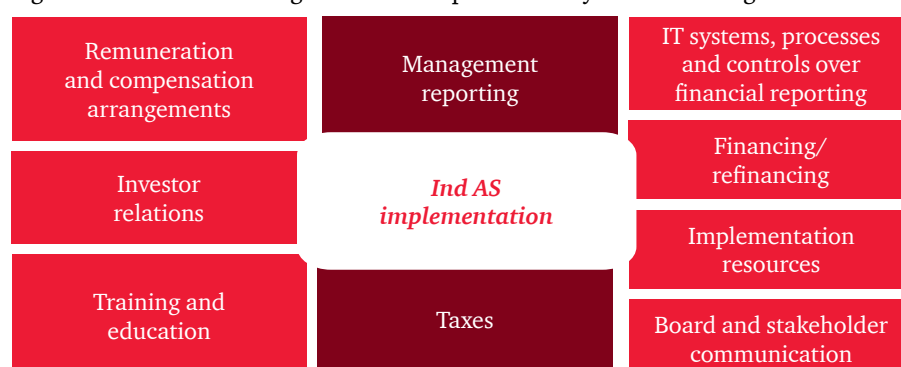 Remuneration
and compensation
arrangements
Management
reporting
IT systems, processes
and controls over
financial reporting
Investor
relations
Ind AS
implementation
Financing/
refinancing
Implementation
resources
Training and
education
Taxes
Board and stakeholder
communication